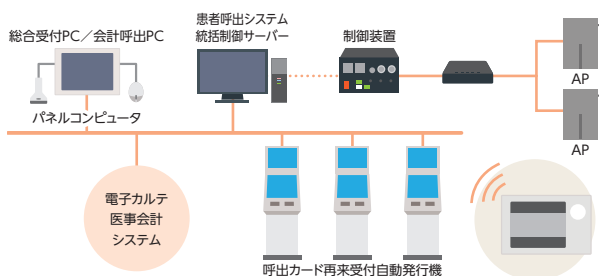 総合受付PC／会計呼出PC
パネルコンピュータ
患者呼出システム
統括制御サーバー
制御装置
AP
AP
電子カルテ
医事会計
システム
呼出カード再来受付自動発行機